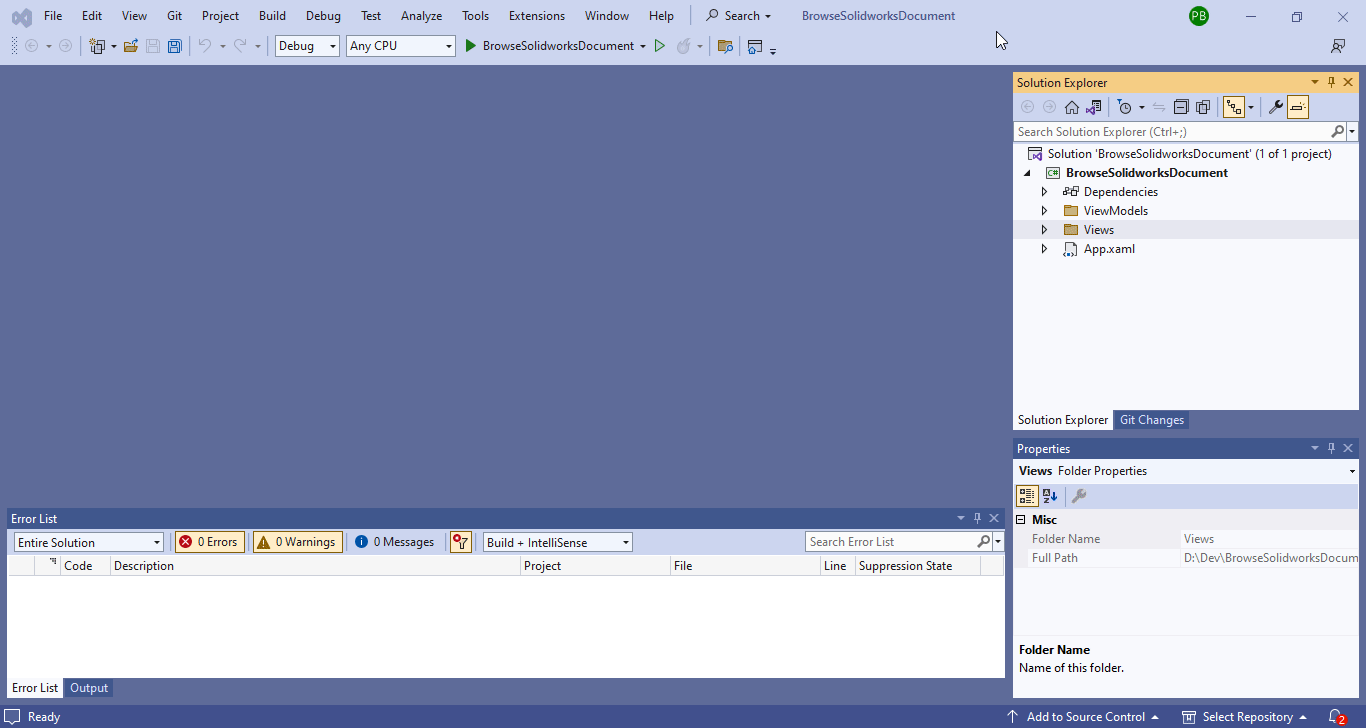 File Edit View Git Project Build Debug Test Analyze Tools Extensions Window Help Search BrowseSolidworksDocument PB
Debug Any CPU BrowseSolidworksDocument
Solution Explorer
Search Solution Explorer (Ctrl+;)
Solution 'BrowseSolidworksDocument' (1 of 1 project)
C# BrowseSolidworksDocument
Dependencies
ViewModels
Views
App.xaml
Solution Explorer Git Changes
Properties
Views Folder Properties
Misc
Folder Name Views
Full Path D:\Dev\BrowseSolidworksDocum
Folder Name
Name of this folder.
Error List
Entire Solution 0 Errors 0 Warnings 0 Messages Build + IntelliSense Search Error List
Code Description Project File Line Suppression State
Error List Output
Ready Add to Source Control Select Repository 2